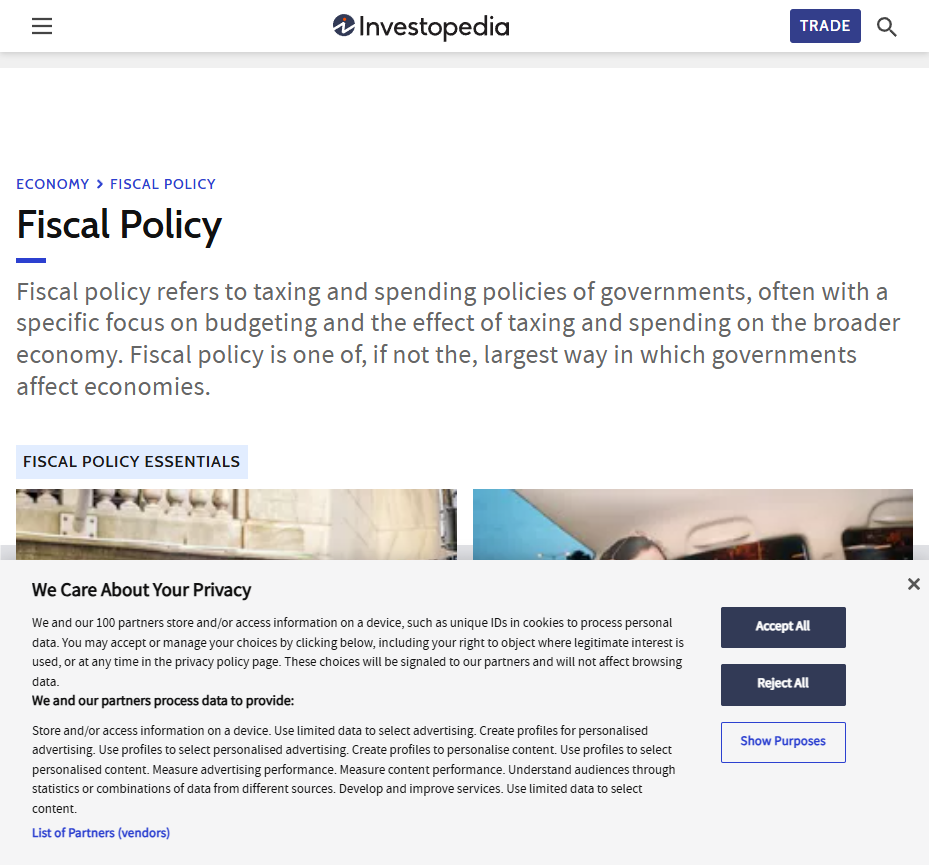 Investopedia
TRADE
ECONOMY > FISCAL POLICY
Fiscal Policy
Fiscal policy refers to taxing and spending policies of governments, often with a
specific focus on budgeting and the effect of taxing and spending on the broader
economy. Fiscal policy is one of, if not the, largest way in which governments
affect economies.
FISCAL POLICY ESSENTIALS
We Care About Your Privacy
We and our 100 partners store and/or access information on a device, such as unique IDs in cookies to process personal
data. You may accept or manage your choices by clicking below, including your right to object where legitimate interest is
used, or at any time in the privacy policy page. These choices will be signaled to our partners and will not affect browsing
data.
We and our partners process data to provide:
Store and/or access information on a device. Use limited data to select advertising. Create profiles for personalised
advertising. Use profiles to select personalised advertising. Create profiles to personalise content. Use profiles to select
personalised content. Measure advertising performance. Measure content performance. Understand audiences through
statistics or combinations of data from different sources. Develop and improve services. Use limited data to select
content.
List of Partners (vendors)
Accept All
Reject All
Show Purposes